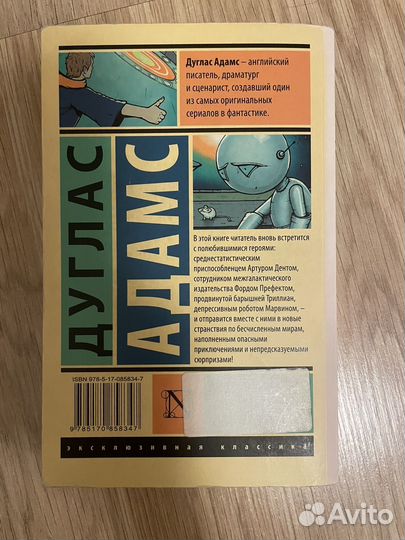 Дуглас Адамс – английский
писатель, драматург
и сценарист, создавший один
из самых оригинальных
сериалов в фантастике.
ДУГЛАС
АДАМС
В этой книге читатель вновь встретится
с полюбившимися героями:
среднестатистическим
приспособленцем Артуром Дентом,
сотрудником межгалактического
издательства Фордом Префектом,
продвинутой барышней Триллиан,
депрессивным роботом Марвином, –
и отправится вместе с ними в новые
странствия по бесчисленным мирам,
наполненным опасными
приключениями и непредсказуемыми
сюрпризами!
ISBN 978-5-17-085834-7
9 785170 858347
N
эксклюзивная классика
Avito